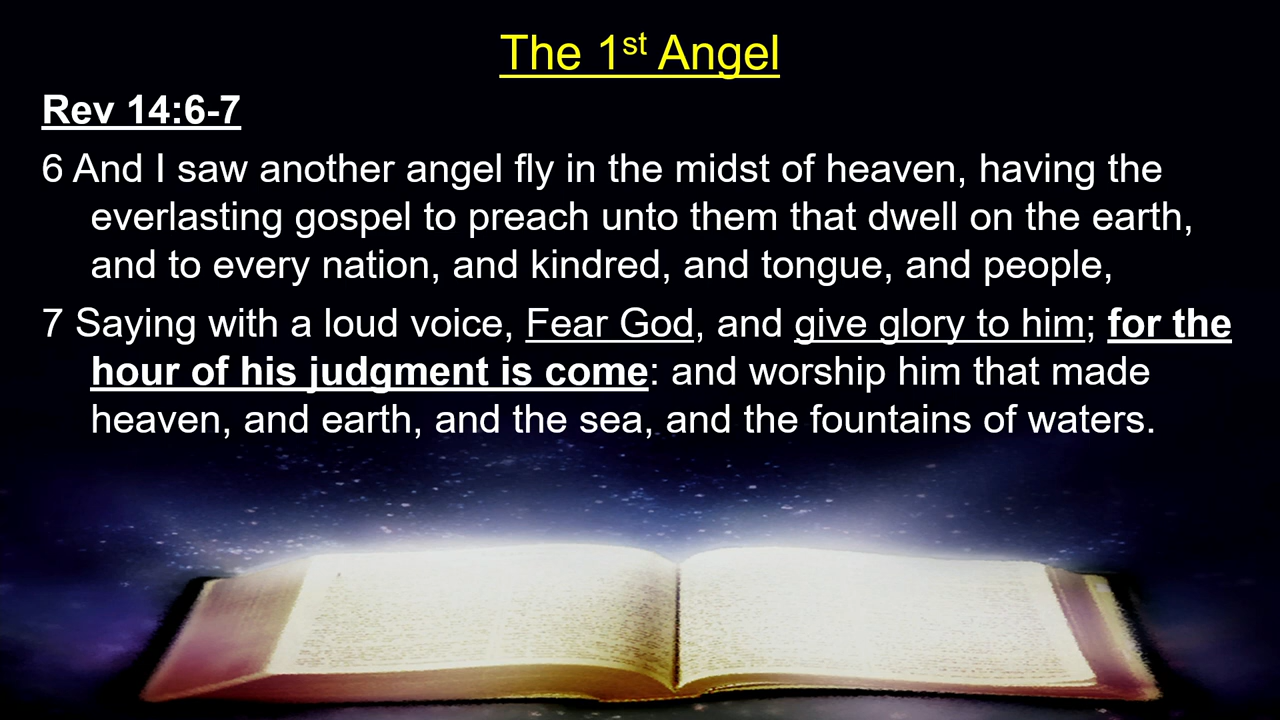 The 1st Angel
Rev 14:6-7
6 And I saw another angel fly in the midst of heaven, having the
everlasting gospel to preach unto them that dwell on the earth,
and to every nation, and kindred, and tongue, and people,
7 Saying with a loud voice, Fear God, and give glory to him; for the
hour of his judgment is come: and worship him that made
heaven, and earth, and the sea, and the fountains of waters.